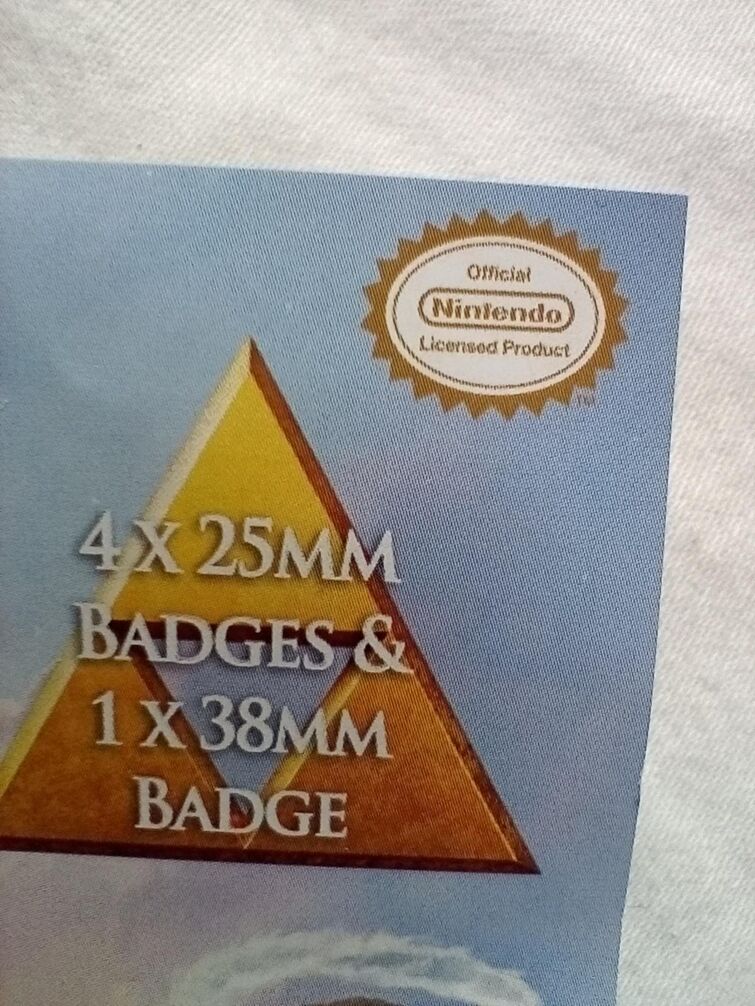 Official
Nintendo
Licensed Product
TM
4 x 25mm
Badges &
1 x 38mm
Badge